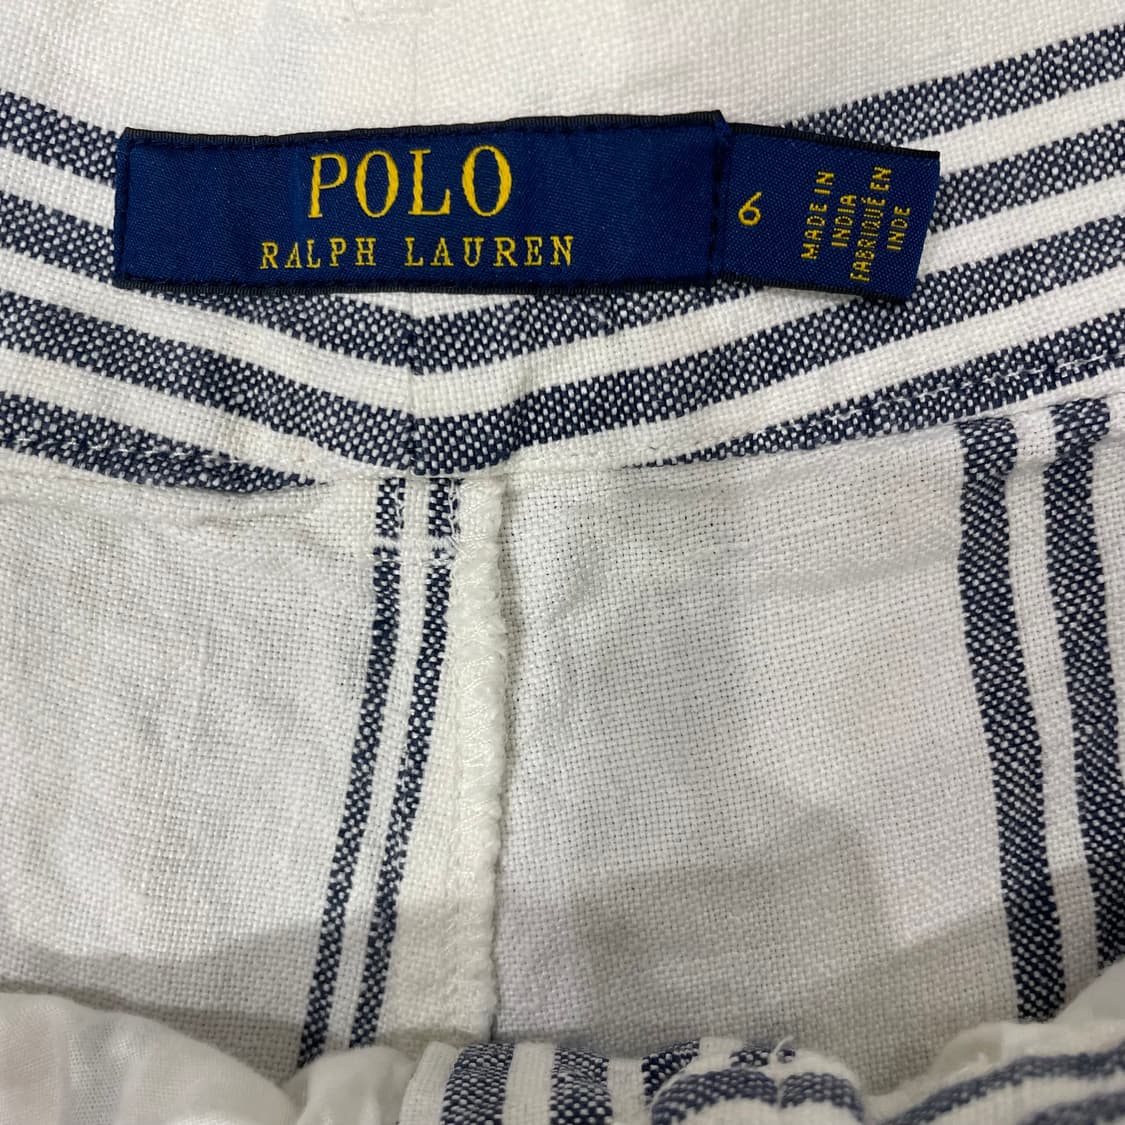 POLO
RALPH LAUREN
6
MADE IN
INDIA
FABRIQUÉ EN
INDE